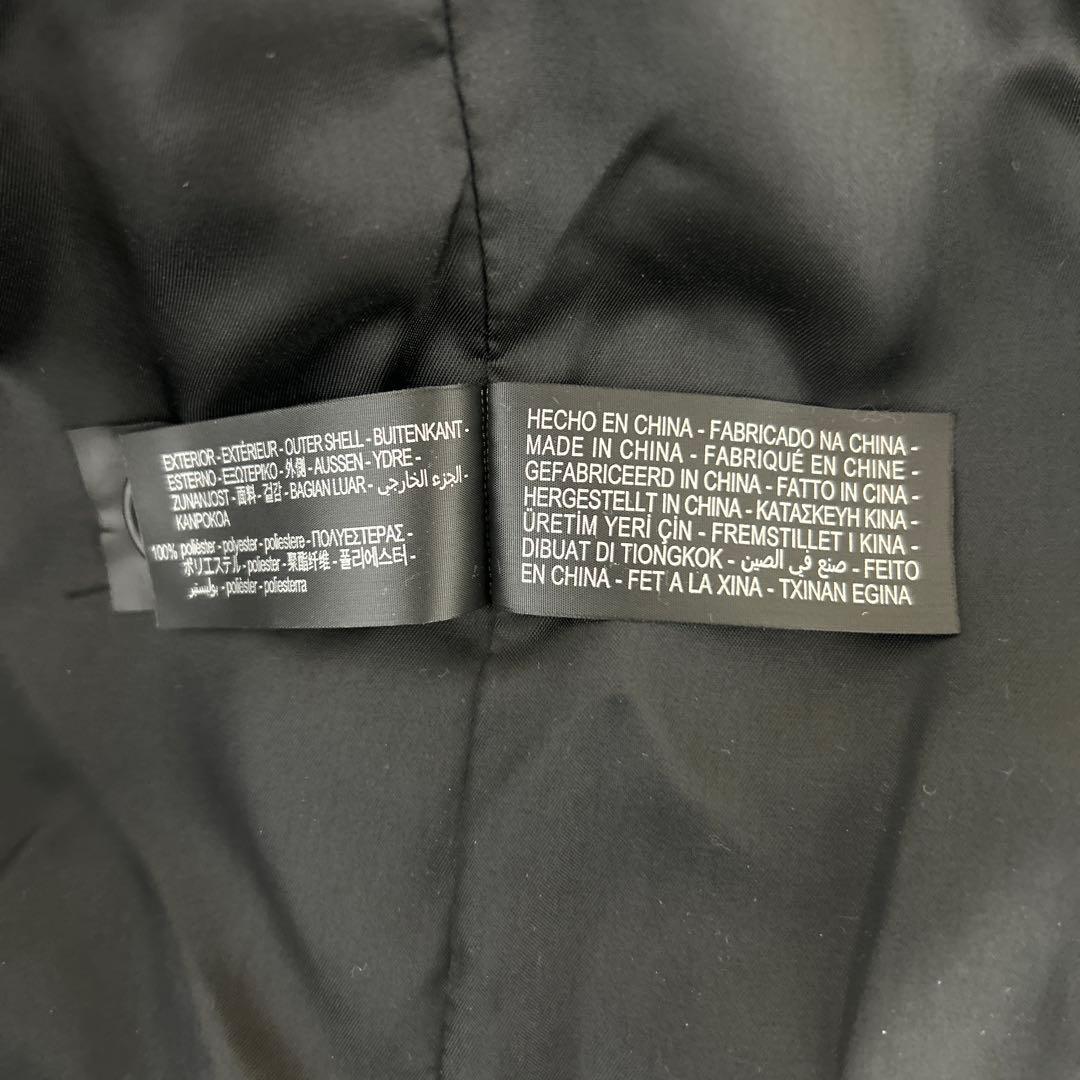 EXTERIOR - EXTÉRIEUR - OUTER SHELL - BUITENKANT -
ESTERNO - ΕΞΩΤΕΡΙΚΟ - 外側 - AUSSEN - YDRE -
ZUNANJOST - 面料 - 겉감 - BAGIAN LUAR - الجزء الخارجي -
KANPOKOA
100% poliéster - polyester - poliestere - ΠΟΛΥΕΣΤΕΡΑΣ -
ポリエステル - poliester - 聚酯纤维 - 폴리에스터 -
بوليستر - polièster - poliesterra
HECHO EN CHINA - FABRICADO NA CHINA -
MADE IN CHINA - FABRIQUÉ EN CHINE -
GEFABRICEERD IN CHINA - FATTO IN CINA -
HERGESTELLT IN CHINA - ΚΑΤΑΣΚΕΥΗ ΚΙΝΑ -
ÜRETİM YERİ ÇİN - FREMSTILLET I KINA -
DIBUAT DI TIONGKOK - صنع في الصين - FEITO
EN CHINA - FET A LA XINA - TXINAN EGINA